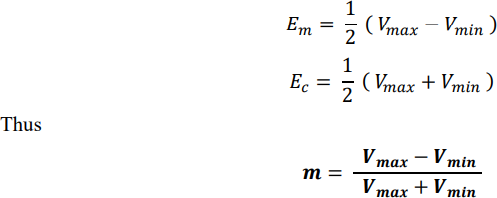 E_m = 1/2 ( V_max − V_min )
E_c = 1/2 ( V_max + V_min )
Thus
m = (V_max − V_min) / (V_max + V_min)